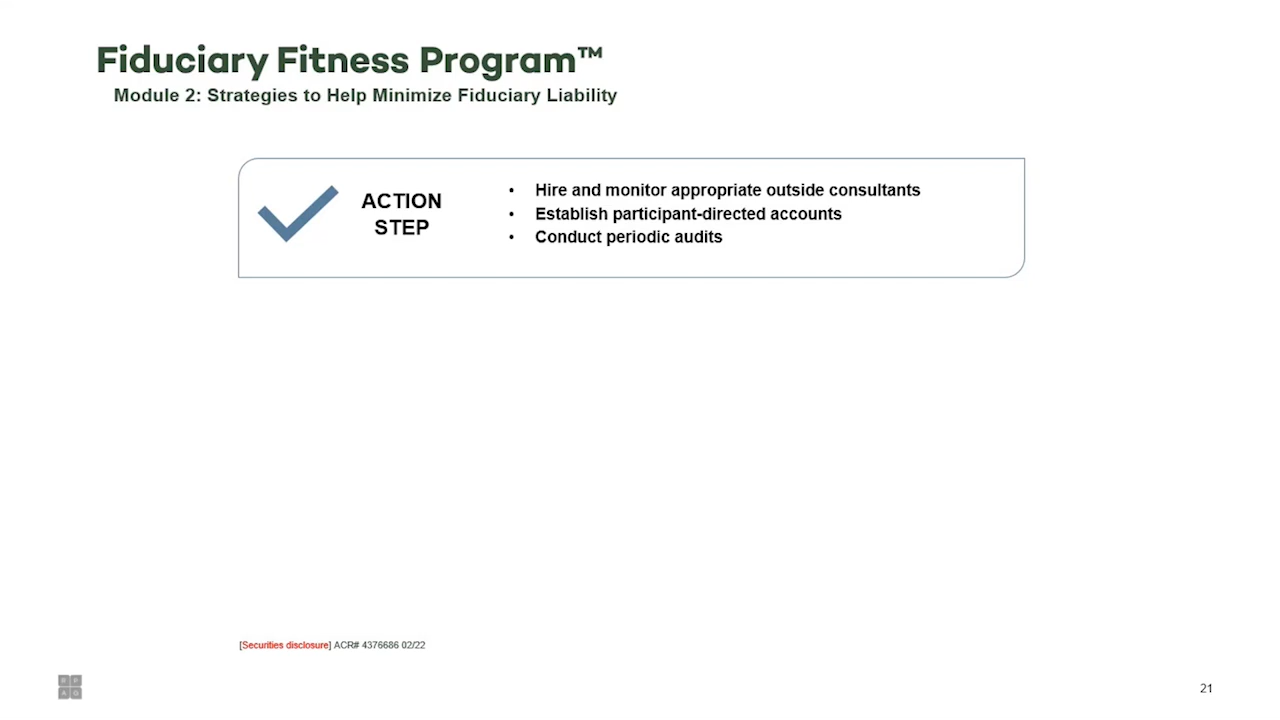 Fiduciary Fitness Program™
Module 2: Strategies to Help Minimize Fiduciary Liability
ACTION
STEP
• Hire and monitor appropriate outside consultants
• Establish participant-directed accounts
• Conduct periodic audits
[Securities disclosure] ACR# 4376686 02/22
R P
A G
21